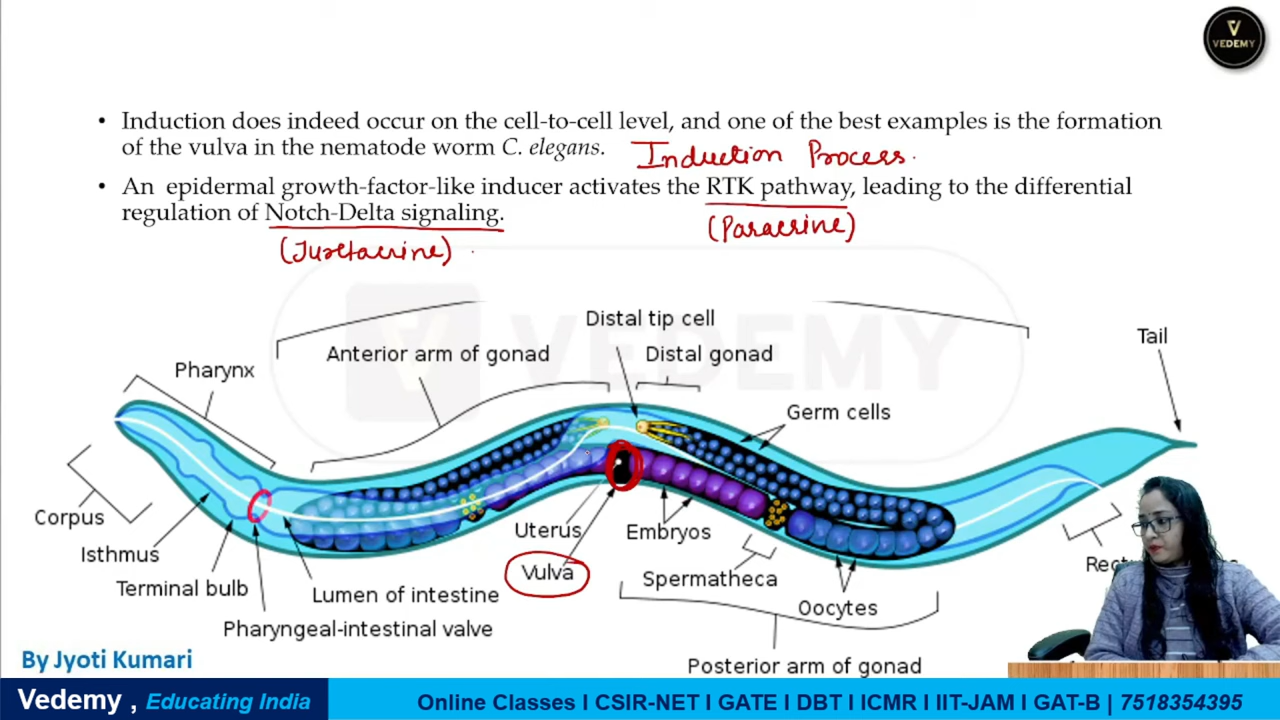 VEDEMY
• Induction does indeed occur on the cell-to-cell level, and one of the best examples is the formation
of the vulva in the nematode worm C. elegans. Induction Process.
• An epidermal growth-factor-like inducer activates the RTK pathway, leading to the differential
regulation of Notch-Delta signaling.
(Paracrine)
(Juxtacrine)
VEDEMY
Distal tip cell
Tail
Anterior arm of gonad
Distal gonad
Pharynx
Germ cells
Corpus
Uterus
Embryos
Isthmus
Vulva
Spermatheca
Terminal bulb
Lumen of intestine
Oocytes
Pharyngeal-intestinal valve
By Jyoti Kumari
Posterior arm of gonad
Vedemy , Educating India
Online Classes I CSIR-NET I GATE I DBT I ICMR I IIT-JAM I GAT-B | 7518354395